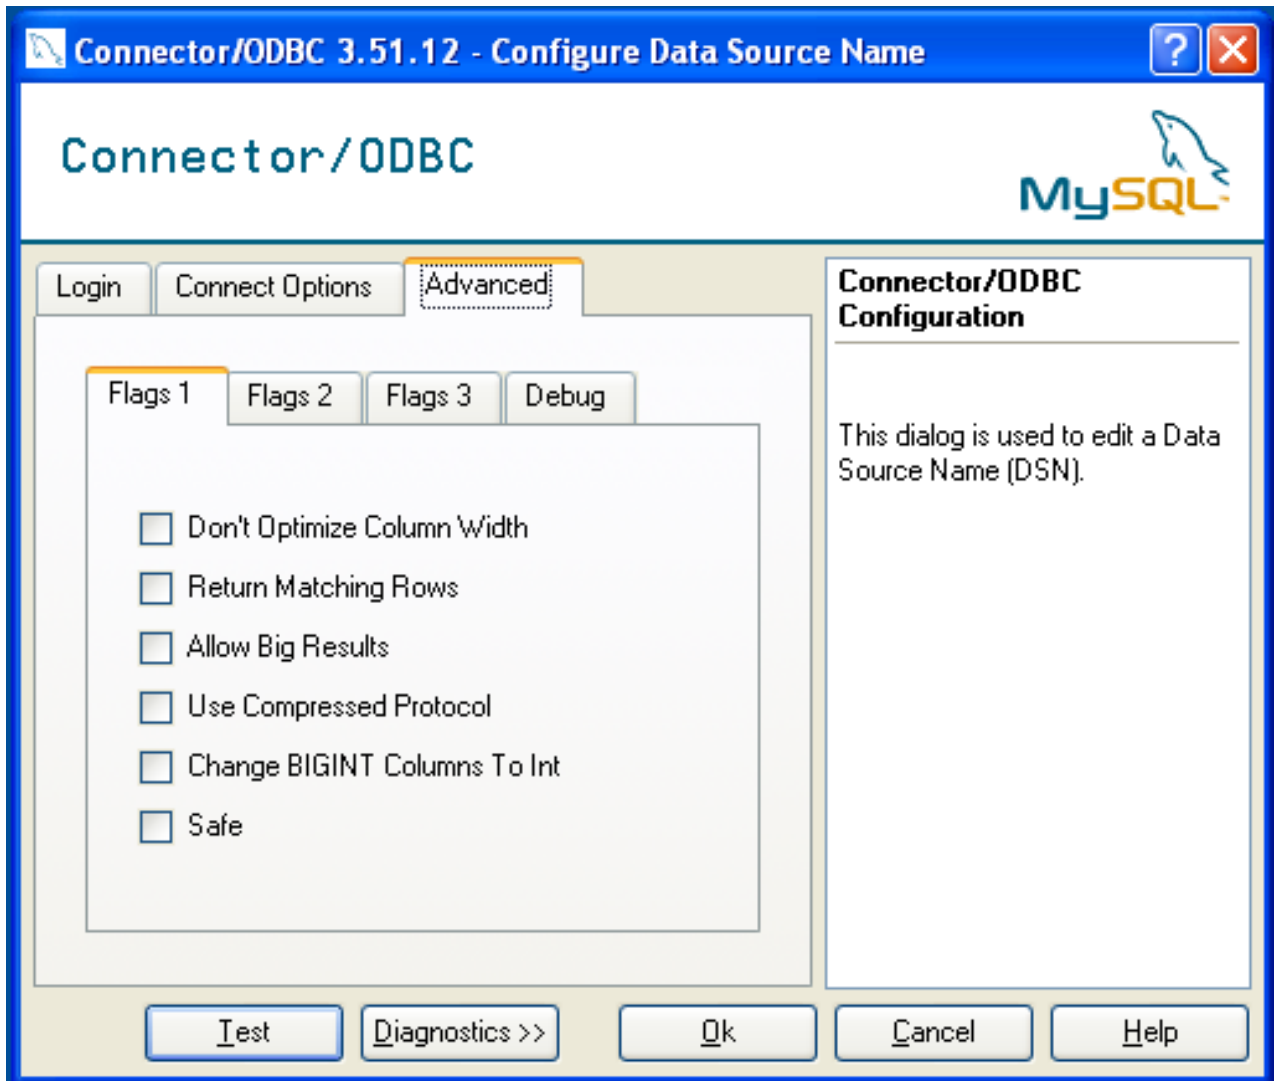 Connector/ODBC 3.51.12 - Configure Data Source Name
?
Connector/ODBC
MySQL
Login
Connect Options
Advanced
Flags 1
Flags 2
Flags 3
Debug
Don't Optimize Column Width
Return Matching Rows
Allow Big Results
Use Compressed Protocol
Change BIGINT Columns To Int
Safe
Connector/ODBC
Configuration
This dialog is used to edit a Data
Source Name (DSN).
Test
Diagnostics >>
Ok
Cancel
Help